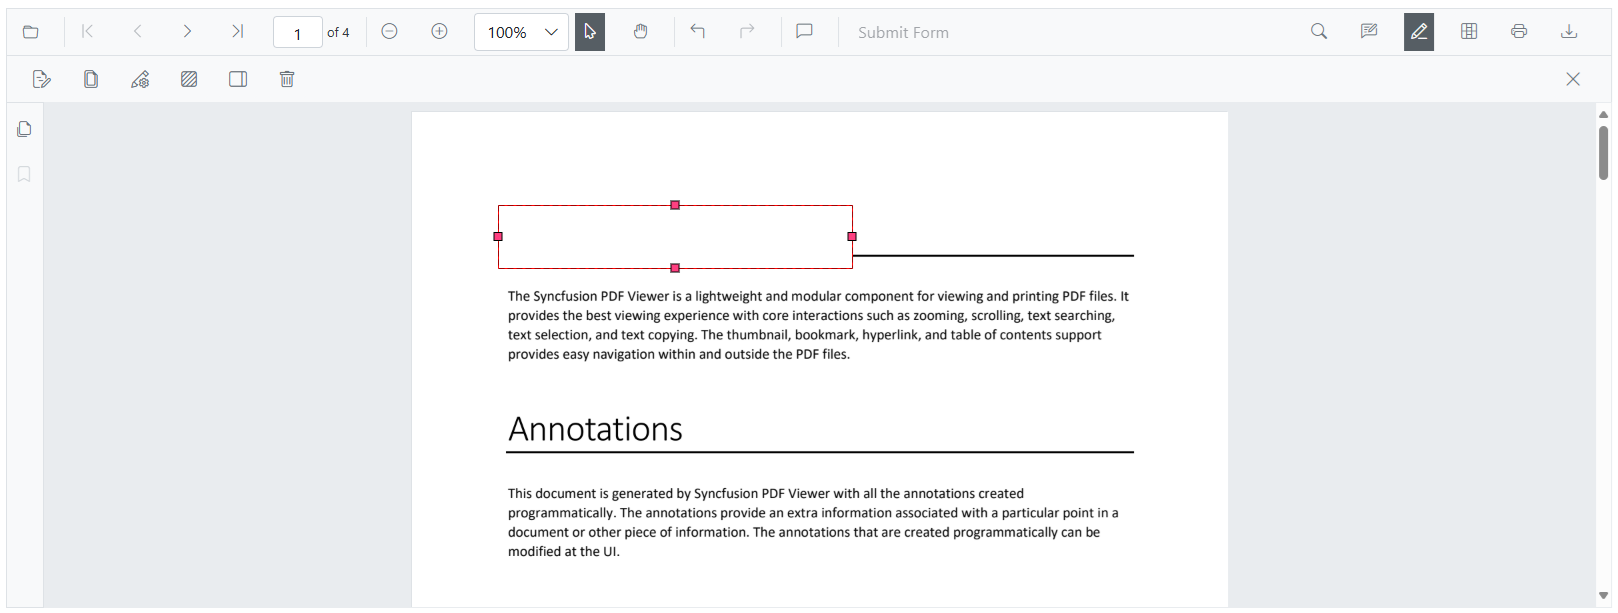 1 of 4 100% Submit Form
The Syncfusion PDF Viewer is a lightweight and modular component for viewing and printing PDF files. It
provides the best viewing experience with core interactions such as zooming, scrolling, text searching,
text selection, and text copying. The thumbnail, bookmark, hyperlink, and table of contents support
provides easy navigation within and outside the PDF files.
Annotations
This document is generated by Syncfusion PDF Viewer with all the annotations created
programmatically. The annotations provide an extra information associated with a particular point in a
document or other piece of information. The annotations that are created programmatically can be
modified at the UI.